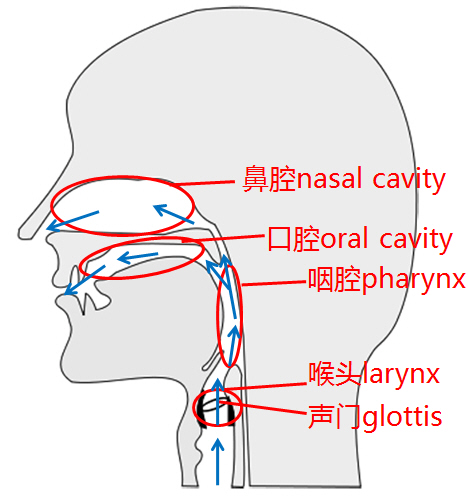 鼻腔nasal cavity
口腔oral cavity
咽腔pharynx
喉头larynx
声门glottis